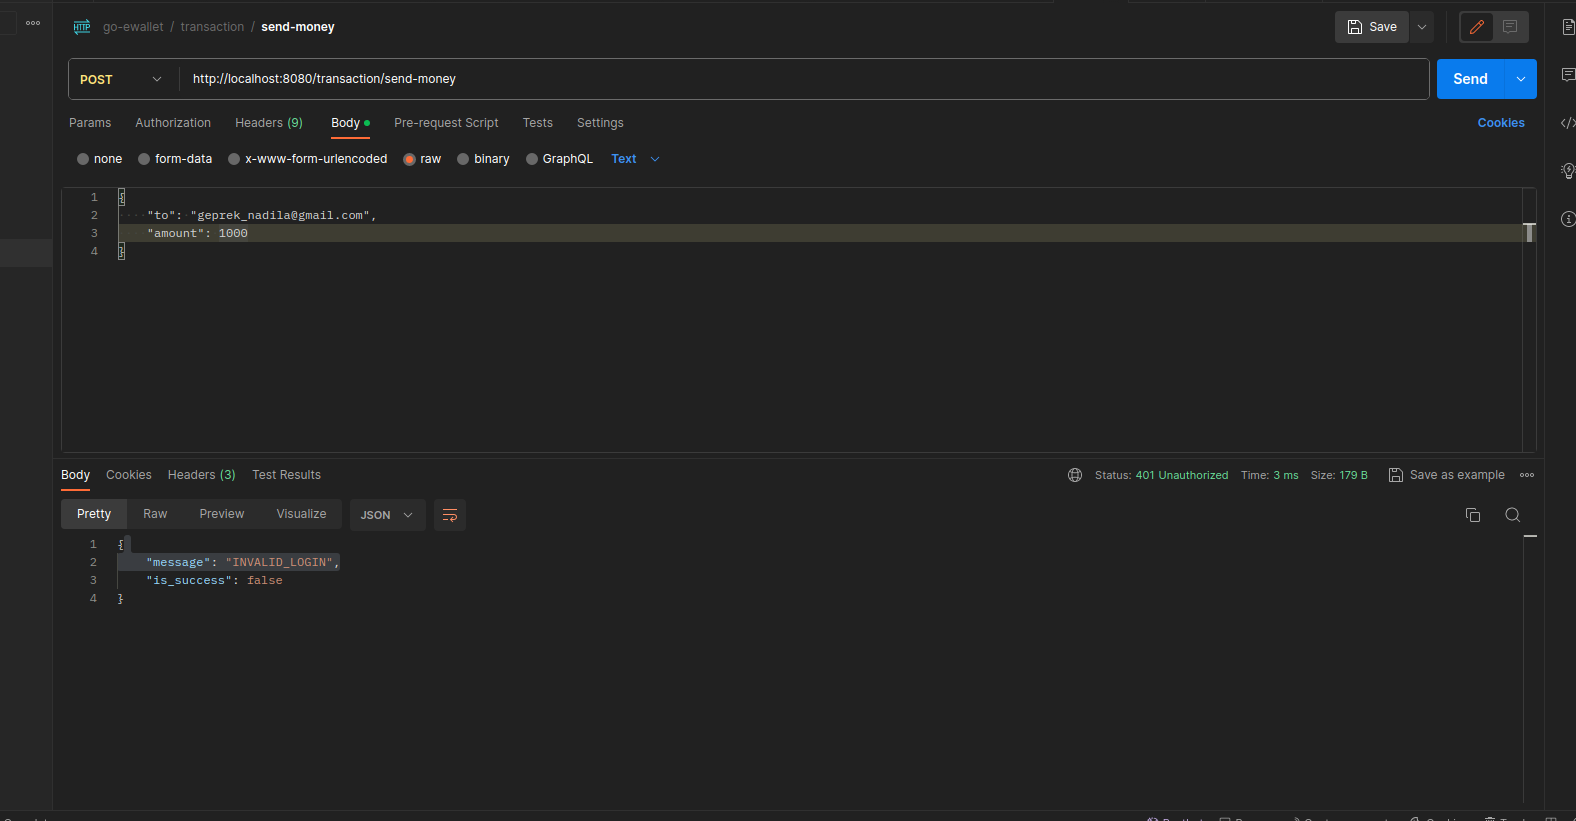 go-ewallet / transaction / send-money
Save
POST
http://localhost:8080/transaction/send-money
Send
Params Authorization Headers (9) Body Pre-request Script Tests Settings Cookies
none form-data x-www-form-urlencoded raw binary GraphQL Text
1 {
2 "to": "geprek_nadila@gmail.com",
3 "amount": 1000
4 }
Body Cookies Headers (3) Test Results Status: 401 Unauthorized Time: 3 ms Size: 179 B Save as example
Pretty Raw Preview Visualize JSON
1 {
2 "message": "INVALID_LOGIN",
3 "is_success": false
4 }